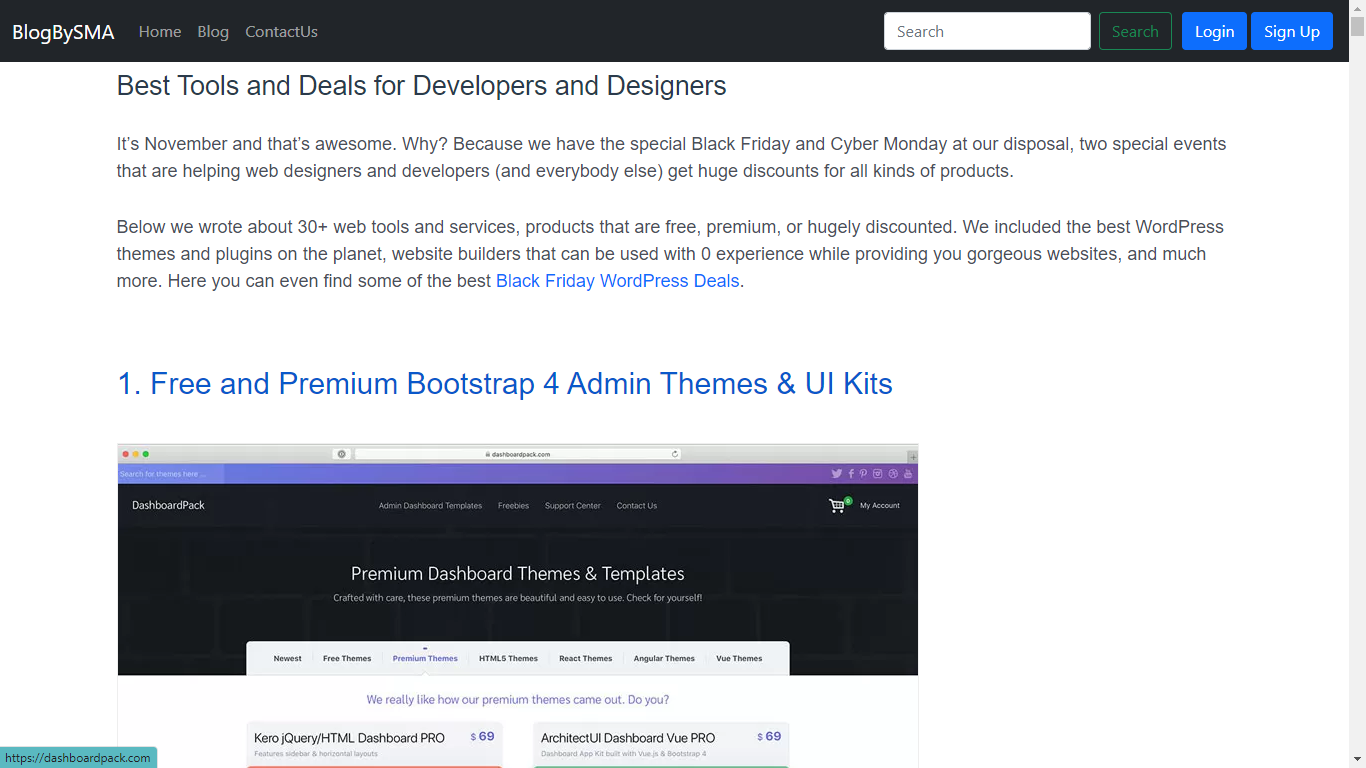 BlogBySMA Home Blog ContactUs Search Search Login Sign Up
Best Tools and Deals for Developers and Designers
It’s November and that’s awesome. Why? Because we have the special Black Friday and Cyber Monday at our disposal, two special events
that are helping web designers and developers (and everybody else) get huge discounts for all kinds of products.
Below we wrote about 30+ web tools and services, products that are free, premium, or hugely discounted. We included the best WordPress
themes and plugins on the planet, website builders that can be used with 0 experience while providing you gorgeous websites, and much
more. Here you can even find some of the best Black Friday WordPress Deals.
1. Free and Premium Bootstrap 4 Admin Themes & UI Kits
dashboardpack.com
Search for themes here ...
DashboardPack Admin Dashboard Templates Freebies Support Center Contact Us 0 My Account
Premium Dashboard Themes & Templates
Crafted with care, these premium themes are beautiful and easy to use. Check for yourself!
Newest Free Themes Premium Themes HTML5 Themes React Themes Angular Themes Vue Themes
We really like how our premium themes came out. Do you?
Kero jQuery/HTML Dashboard PRO $ 69 ArchitectUI Dashboard Vue PRO $ 69
Features sidebar & horizontal layouts Dashboard App Kit built with Vue.js & Bootstrap 4
https://dashboardpack.com